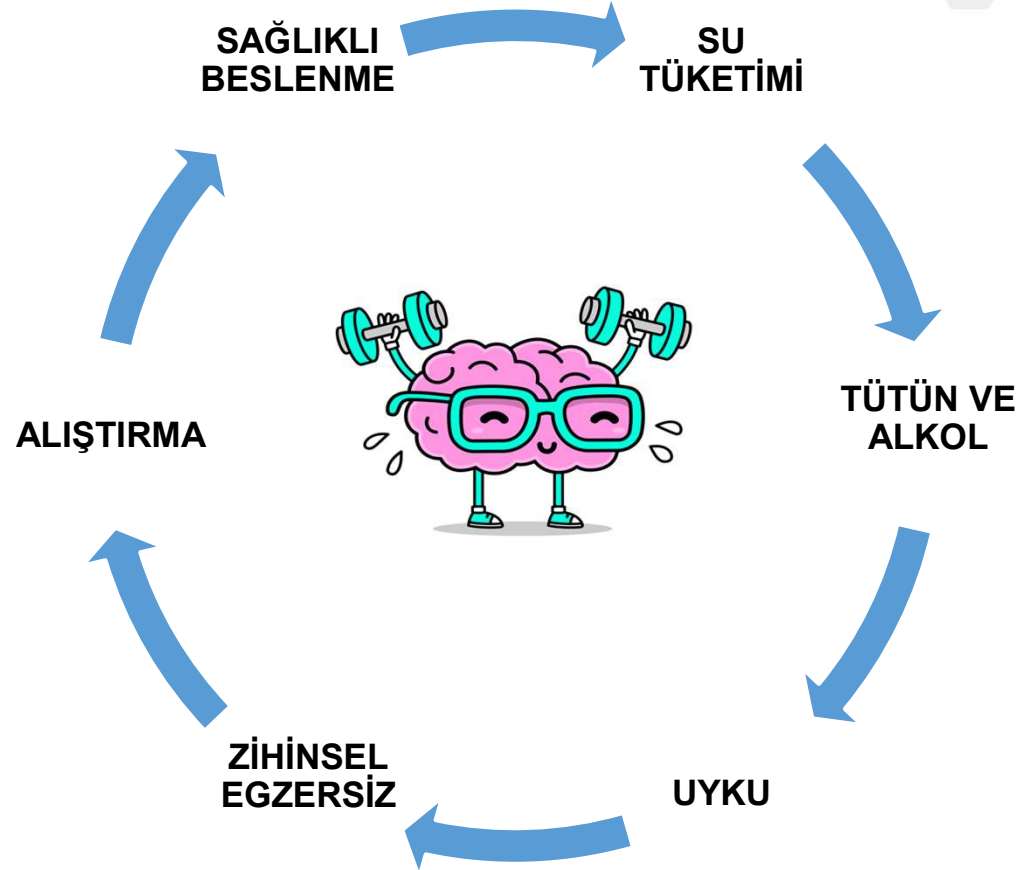 SAĞLIKLI
BESLENME
SU
TÜKETİMİ
TÜTÜN VE
ALKOL
UYKU
ZİHİNSEL
EGZERSİZ
ALIŞTIRMA